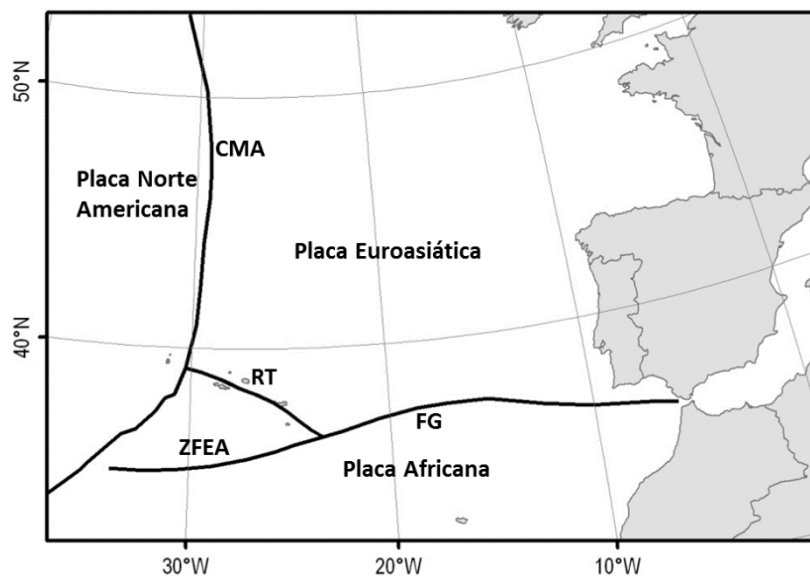 50°N
CMA
Placa Norte
Americana
Placa Euroasiática
40°N
RT
FG
ZFEA
Placa Africana
30°W
20°W
10°W